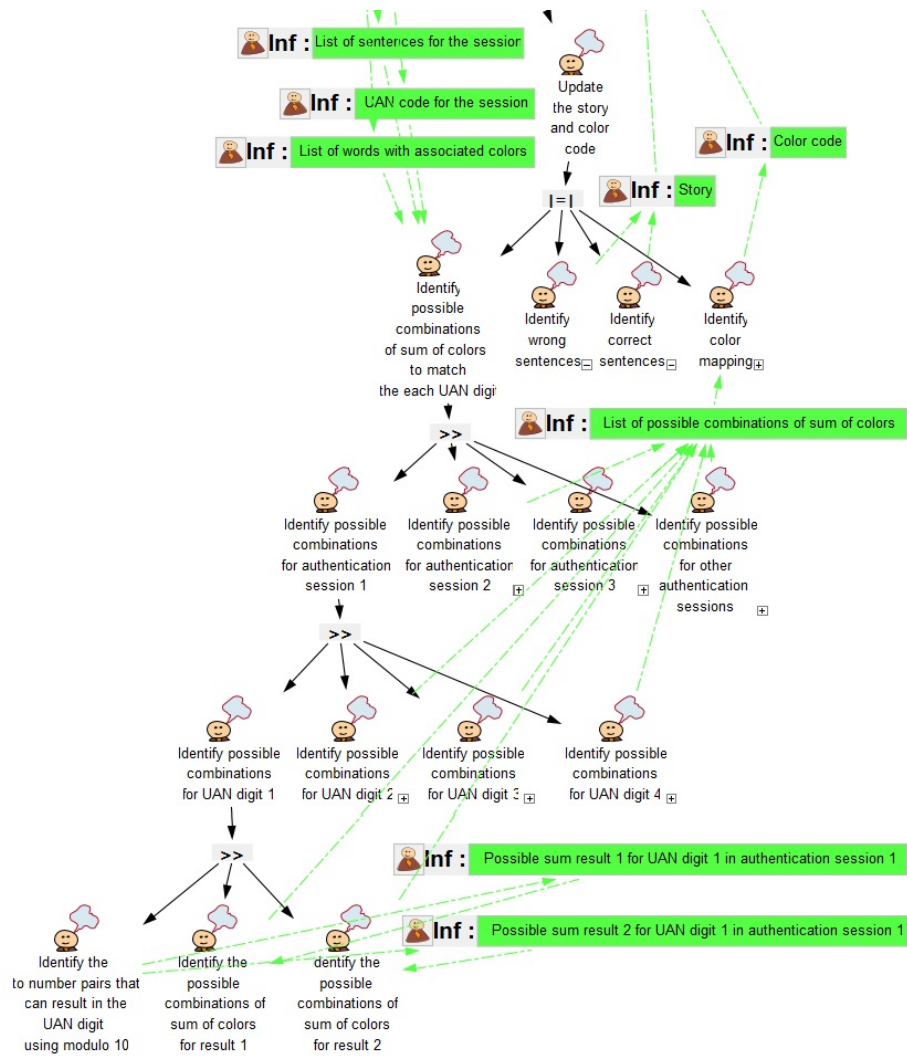 Inf : List of sentences for the session
Update
the story
and color
code
Inf : UAN code for the session
Inf : List of words with associated colors
Inf : Color code
Inf : Story
|=|
Identify
possible
combinations
of sum of colors
to match
the each UAN digit
Identify
wrong
sentences
Identify
correct
sentences
Identify
color
mapping
>>
Inf : List of possible combinations of sum of colors
Identify possible
combinations
for authentication
session 1
Identify possible
combinations
for authentication
session 2
Identify possible
combinations
for authentication
session 3
Identify possible
combinations
for other
authentication
sessions
>>
Identify possible
combinations
for UAN digit 1
Identify possible
combinations
for UAN digit 2
Identify possible
combinations
for UAN digit 3
Identify possible
combinations
for UAN digit 4
>>
Inf : Possible sum result 1 for UAN digit 1 in authentication session 1
Inf : Possible sum result 2 for UAN digit 1 in authentication session 1
Identify the
to number pairs that
can result in the
UAN digit
using modulo 10
Identify the
possible
combinations of
sum of colors
for result 1
dentify the
possible
combinations of
sum of colors
for result 2